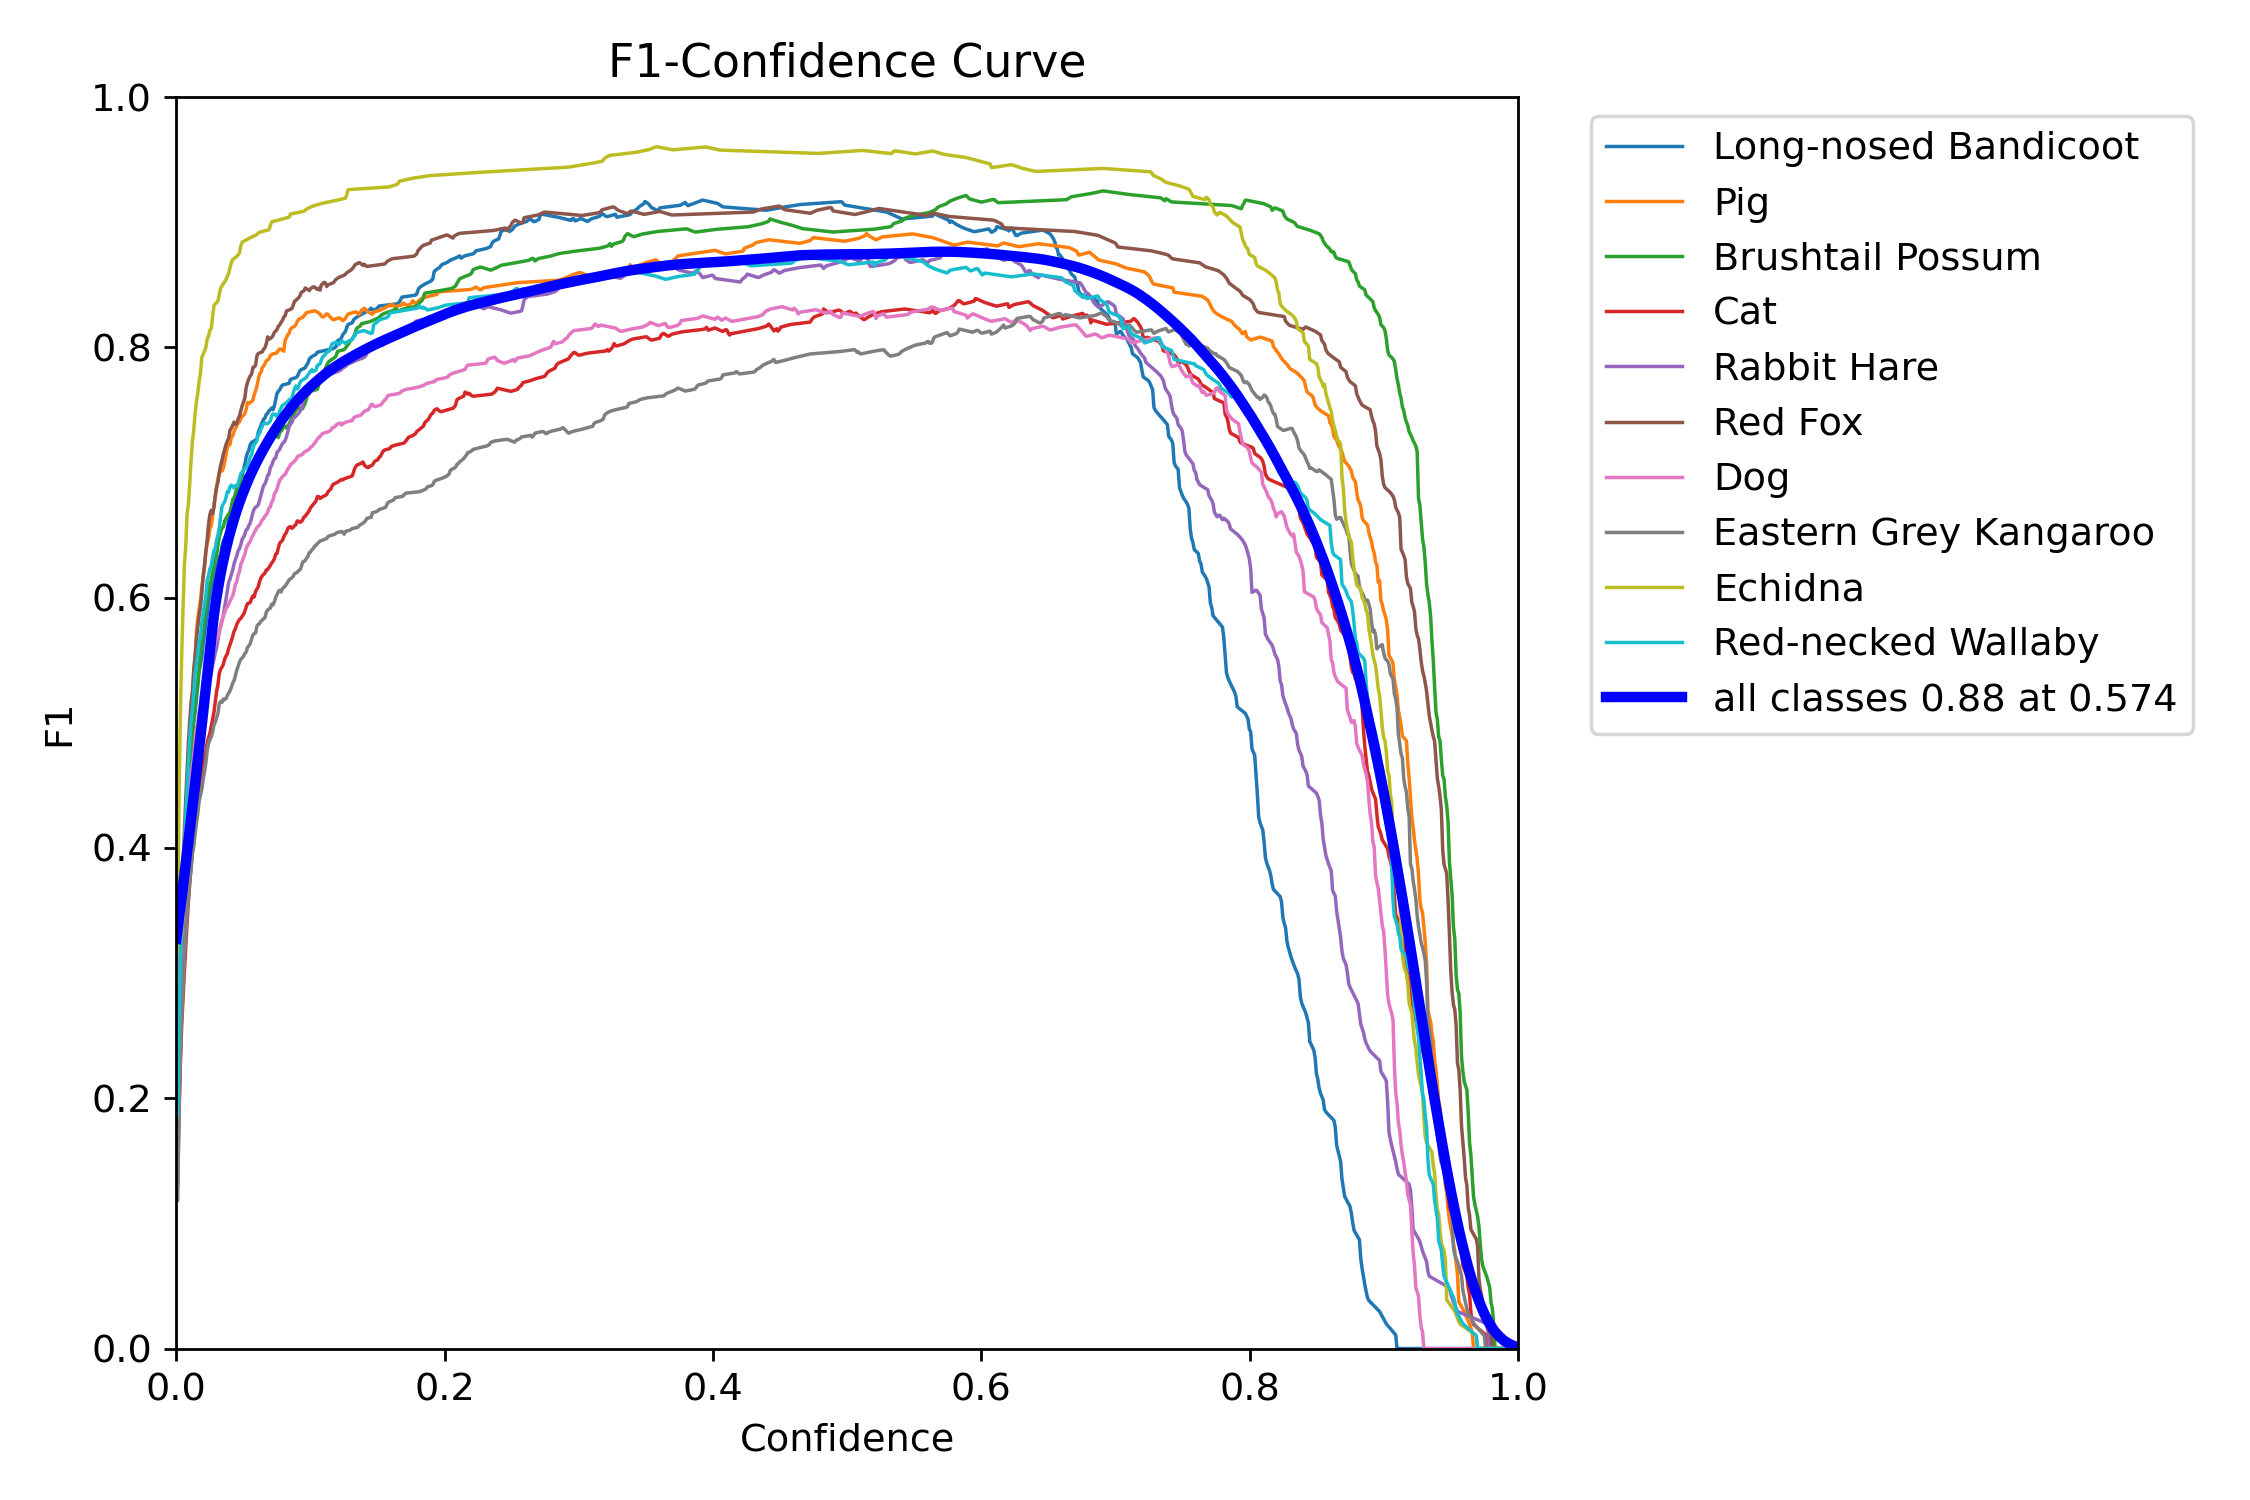 F1-Confidence Curve
1.0
0.8
0.6
0.4
0.2
0.0
F1
0.0 0.2 0.4 0.6 0.8 1.0
Confidence
Long-nosed Bandicoot
Pig
Brushtail Possum
Cat
Rabbit Hare
Red Fox
Dog
Eastern Grey Kangaroo
Echidna
Red-necked Wallaby
all classes 0.88 at 0.574